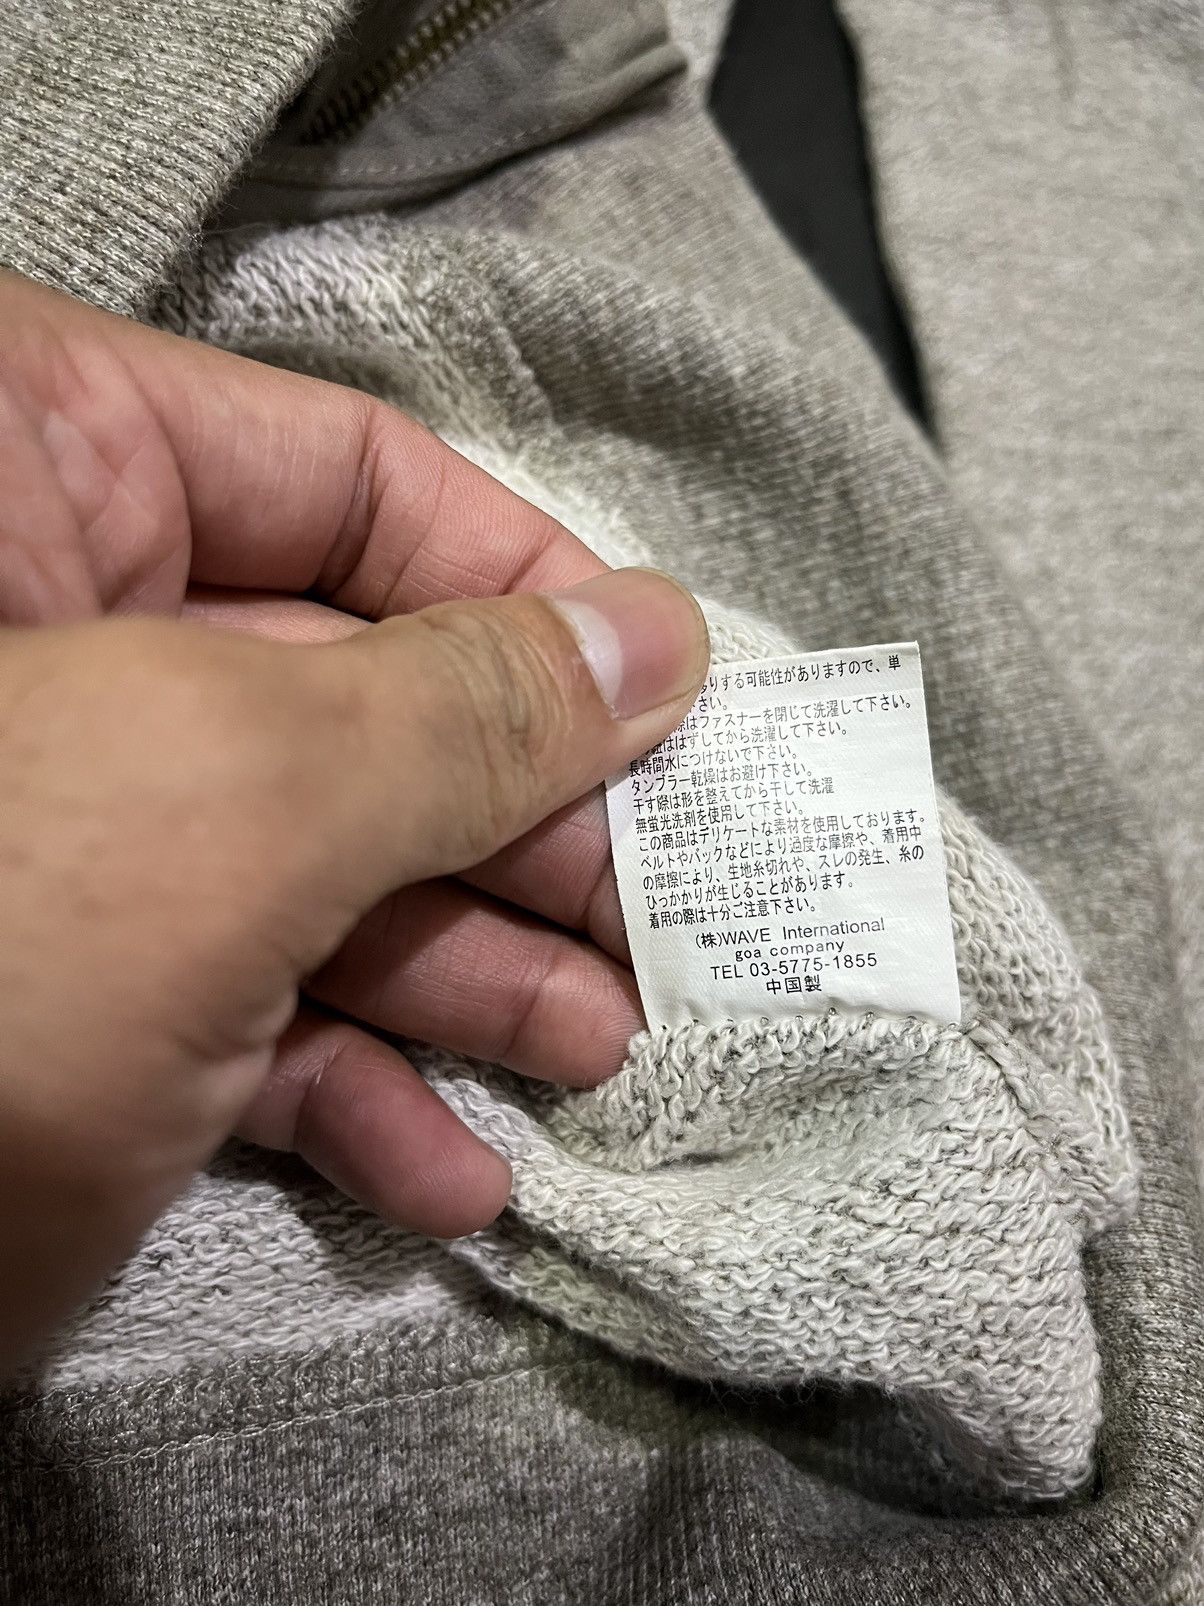 りする可能性がありますので、単
さい。
はファスナーを閉じて洗濯して下さい。
ははずしてから洗濯して下さい。
長時間水につけないで下さい。
タンブラー乾燥はお避け下さい。
干す際は形を整えてから干して洗濯
無蛍光洗剤を使用して下さい。
この商品はデリケートな素材を使用しております。
ベルトやバックなどにより過度な摩擦や、着用中
の摩擦により、生地糸切れや、スレの発生、糸の
ひっかかりが生じることがあります。
着用の際は十分ご注意下さい。
(株)WAVE International
goa company
TEL 03-5775-1855
中国製